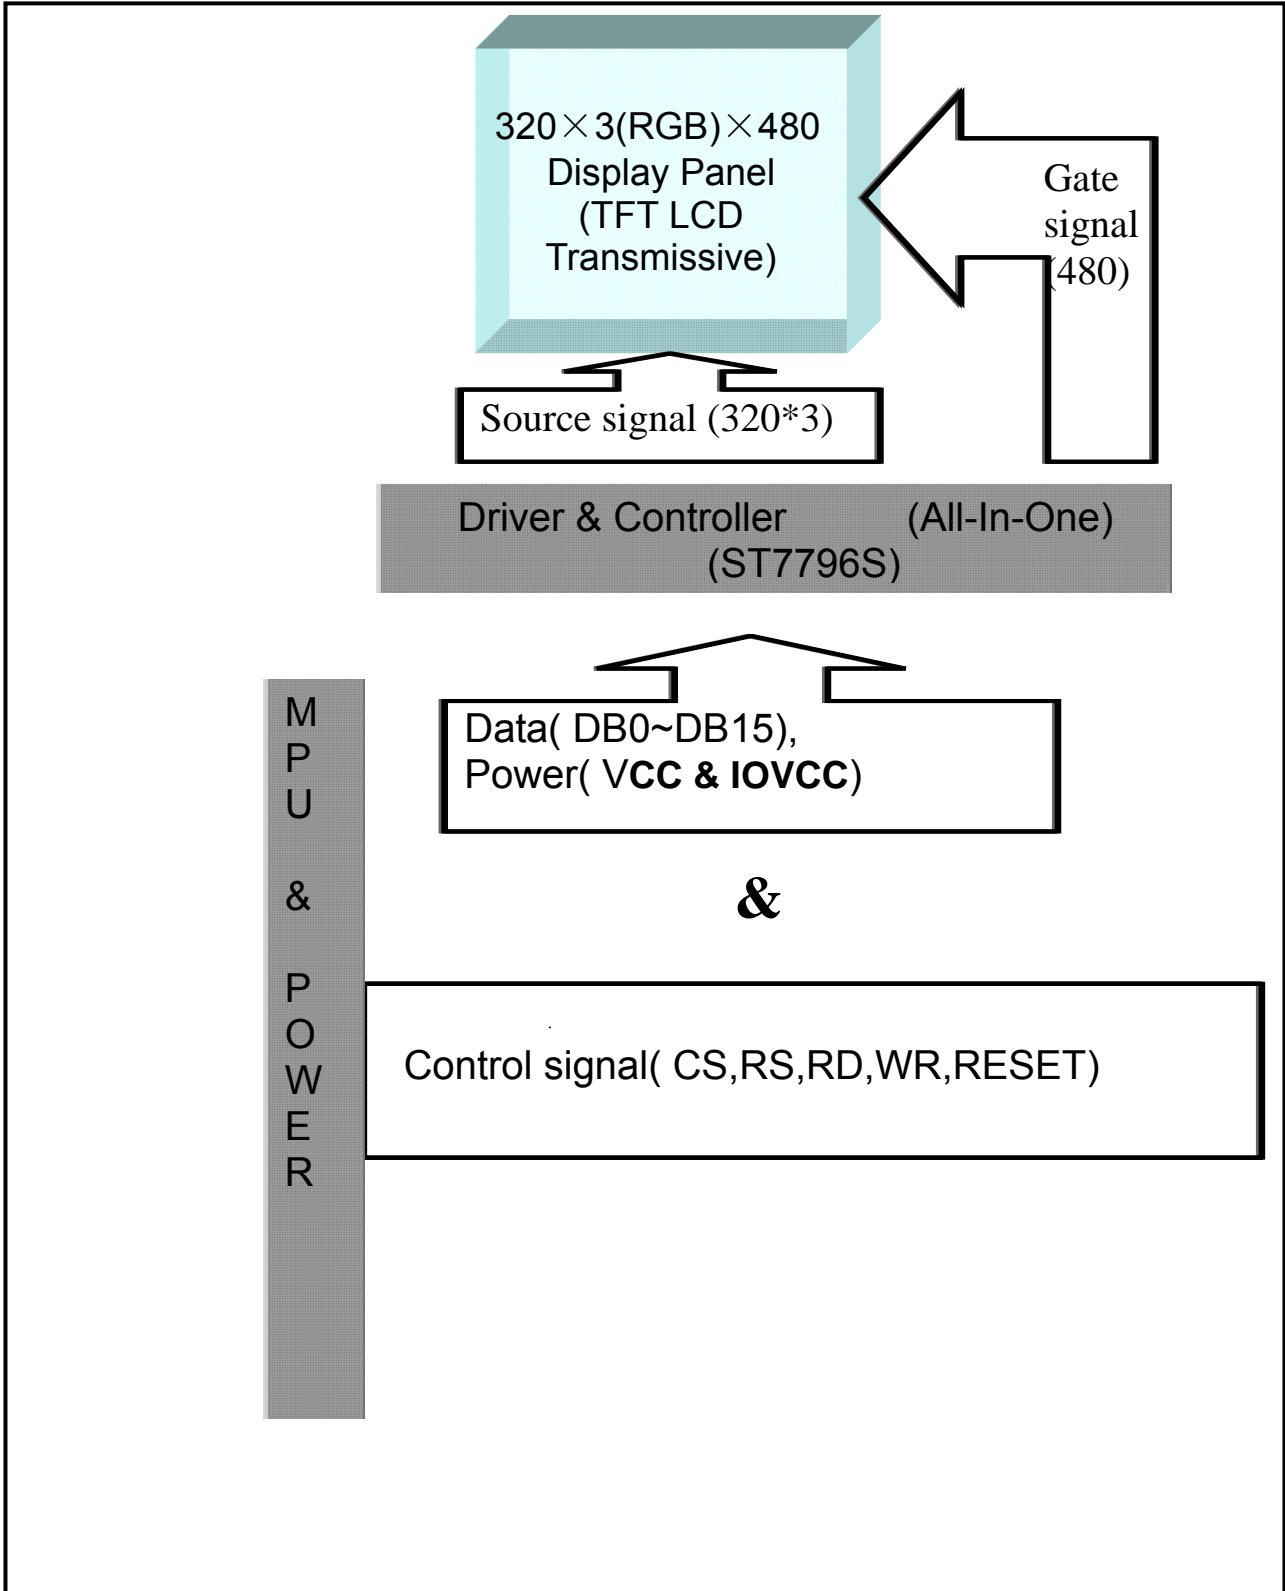 320×3(RGB)×480
Display Panel
(TFT LCD
Transmissive)
Gate
signal
(480)
Source signal (320*3)
Driver & Controller (All-In-One)
(ST7796S)
Data( DB0~DB15),
Power( VCC & IOVCC)
&
M
P
U
&
P
O
W
E
R
Control signal( CS,RS,RD,WR,RESET)